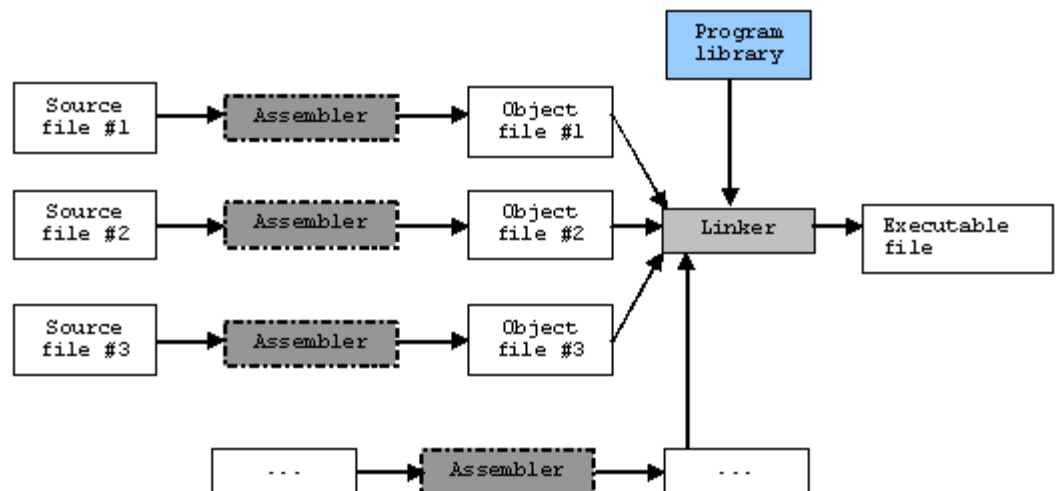 Program
library
Source
file #1
Assembler
Object
file #1
Source
file #2
Assembler
Object
file #2
Linker
Executable
file
Source
file #3
Assembler
Object
file #3
...
Assembler
...